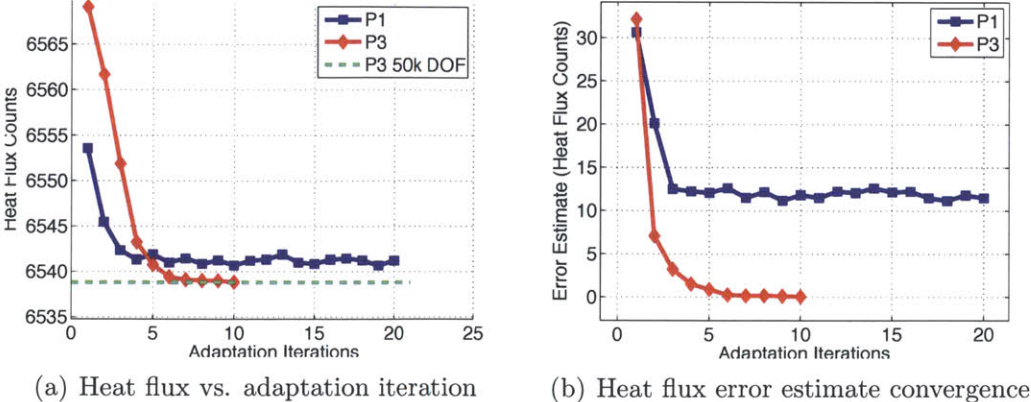 6565
6560
6555
6550
6545
6540
6535
0 5 10 15 20 25
Heat Flux Counts
Adaptation Iterations
P1
P3
P3 50k DOF
(a) Heat flux vs. adaptation iteration
30
25
20
15
10
5
0
0 5 10 15 20
Error Estimate (Heat Flux Counts)
Adaptation Iterations
P1
P3
(b) Heat flux error estimate convergence